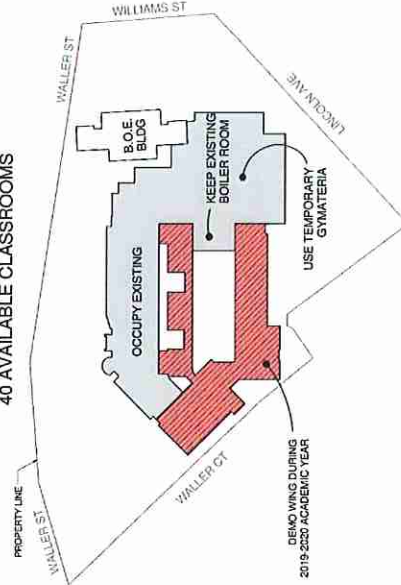 40 AVAILABLE CLASSROOMS
PROPERTY LINE
WALLER ST
WALLER ST
WILLIAMS ST
B.O.E.
BLDG
OCCUPY EXISTING
KEEP EXISTING
BOILER ROOM
LINCOLN AVE
USE TEMPORARY
GYMATERIA
WALLER CT
DEMO WING DURING
2019-2020 ACADEMIC YEAR